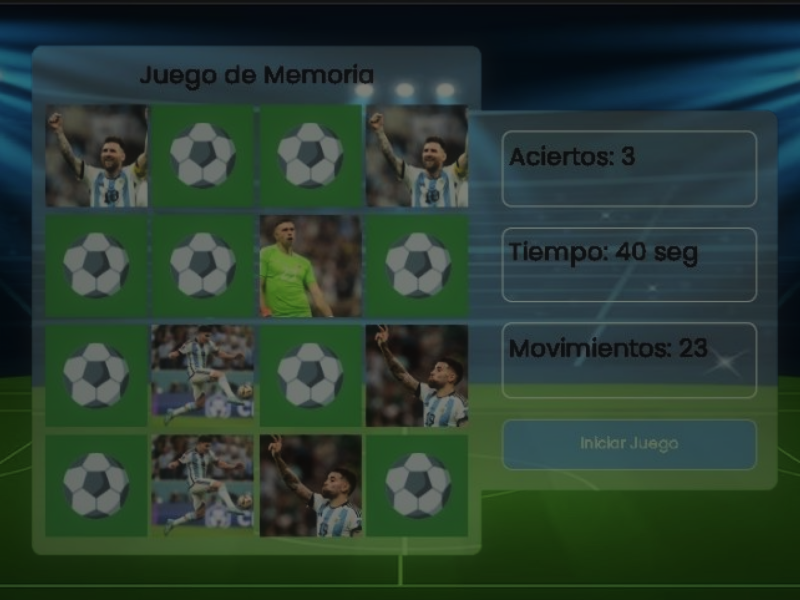 Juego de Memoria
Aciertos: 3
Tiempo: 40 seg
Movimientos: 23
Iniciar Juego